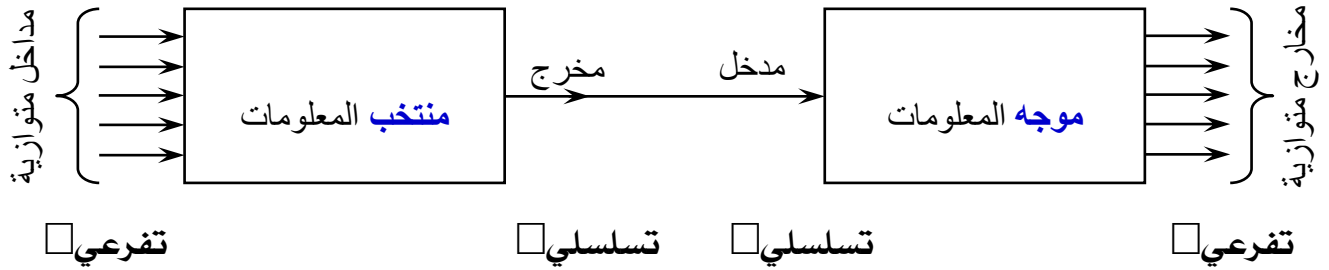 مداخل متوازية
منتخب المعلومات
مخرج
مدخل
موجه المعلومات
مخارج متوازية
تفرعي□
تسلسلي□
تسلسلي□
تفرعي□